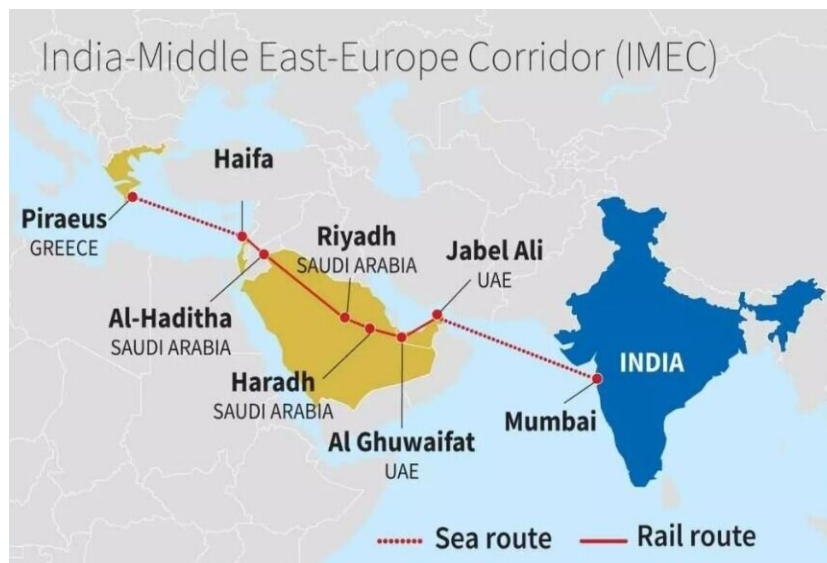 India-Middle East-Europe Corridor (IMEC)
Haifa
Piraeus
GREECE
Riyadh
SAUDI ARABIA
Jabel Ali
UAE
Al-Haditha
SAUDI ARABIA
Haradh
SAUDI ARABIA
Al Ghuwaifat
UAE
INDIA
Mumbai
Sea route
Rail route